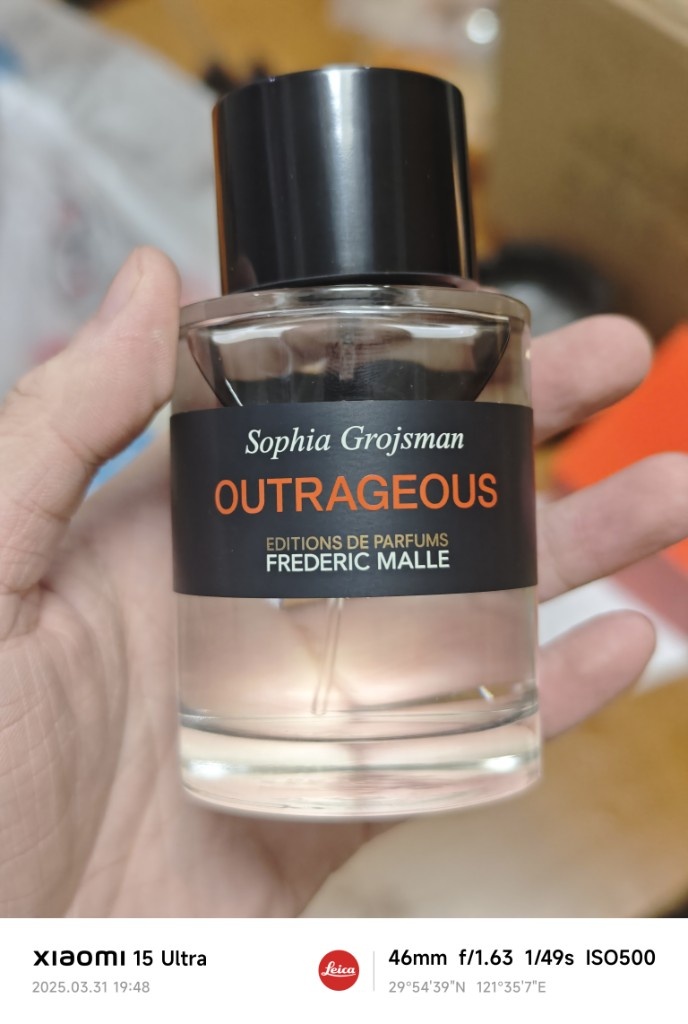 Sophia Grojsman
OUTRAGEOUS
EDITIONS DE PARFUMS
FREDERIC MALLE
xiaomi 15 Ultra
2025.03.31 19:48
Leica
46mm f/1.63 1/49s ISO500
29°54'39"N 121°35'7"E